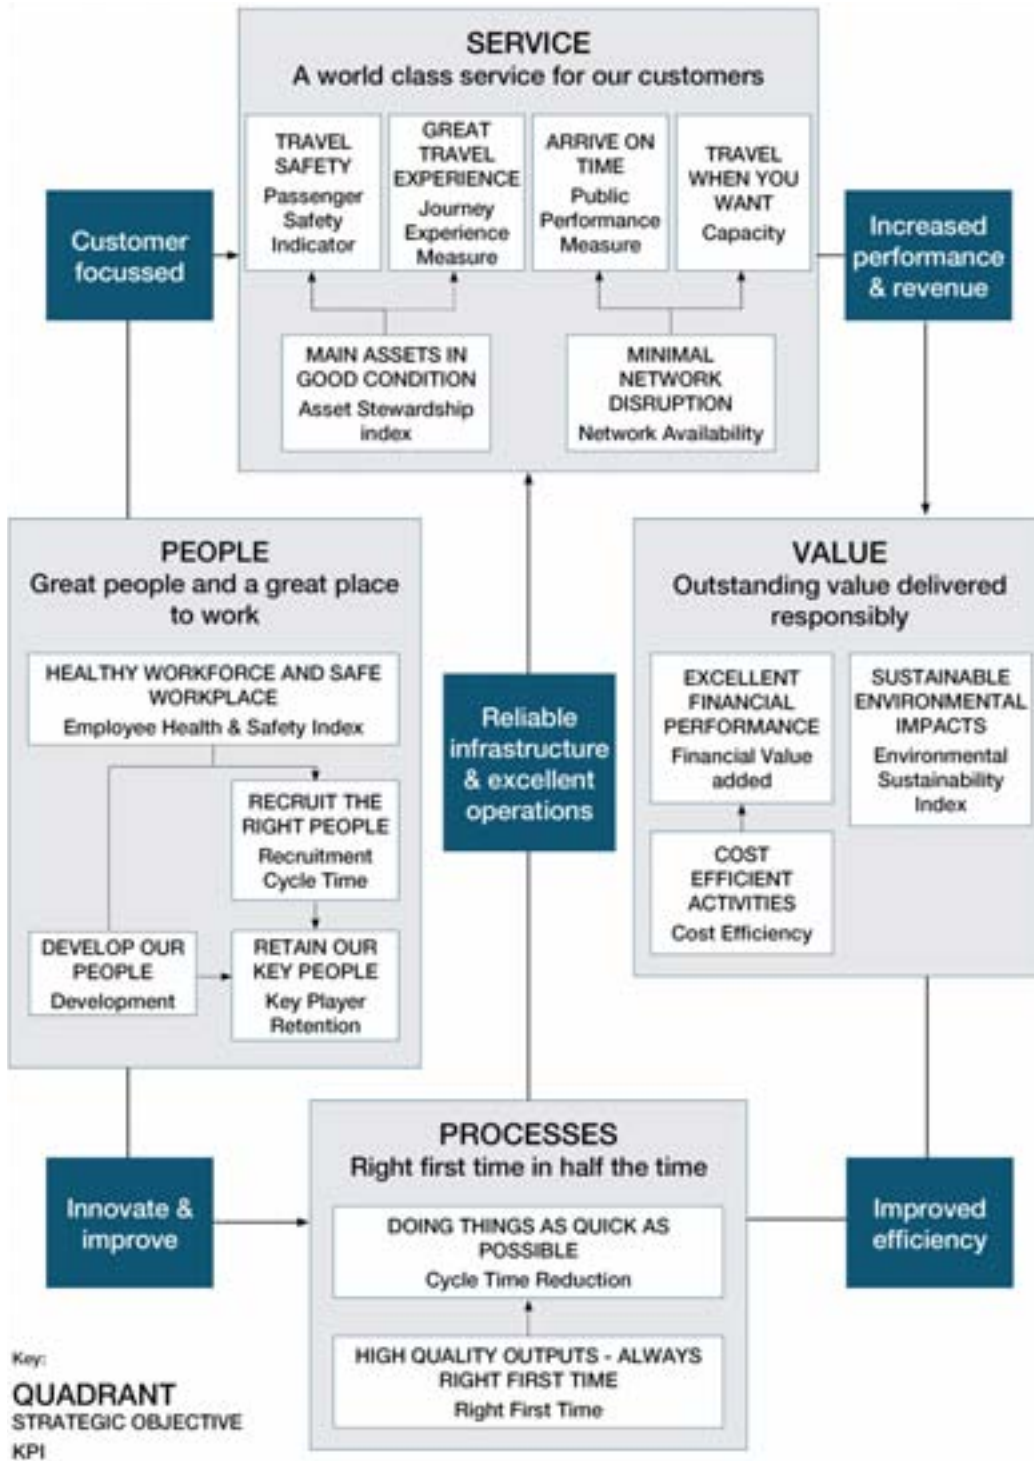 SERVICE
A world class service for our customers
TRAVEL
SAFETY
Passenger
Safety
Indicator
GREAT
TRAVEL
EXPERIENCE
Journey
Experience
Measure
ARRIVE ON
TIME
Public
Performance
Measure
TRAVEL
WHEN YOU
WANT
Capacity
Customer
focussed
Increased
performance
& revenue
MAIN ASSETS IN
GOOD CONDITION
Asset Stewardship
index
MINIMAL
NETWORK
DISRUPTION
Network Availability
PEOPLE
Great people and a great place
to work
HEALTHY WORKFORCE AND SAFE
WORKPLACE
Employee Health & Safety Index
RECRUIT THE
RIGHT PEOPLE
Recruitment
Cycle Time
DEVELOP OUR
PEOPLE
Development
RETAIN OUR
KEY PEOPLE
Key Player
Retention
Reliable
infrastructure
& excellent
operations
VALUE
Outstanding value delivered
responsibly
EXCELLENT
FINANCIAL
PERFORMANCE
Financial Value
added
SUSTAINABLE
ENVIRONMENTAL
IMPACTS
Environmental
Sustainability
Index
COST
EFFICIENT
ACTIVITIES
Cost Efficiency
PROCESSES
Right first time in half the time
DOING THINGS AS QUICK AS
POSSIBLE
Cycle Time Reduction
HIGH QUALITY OUTPUTS - ALWAYS
RIGHT FIRST TIME
Right First Time
Innovate &
improve
Improved
efficiency
Key:
QUADRANT
STRATEGIC OBJECTIVE
KPI